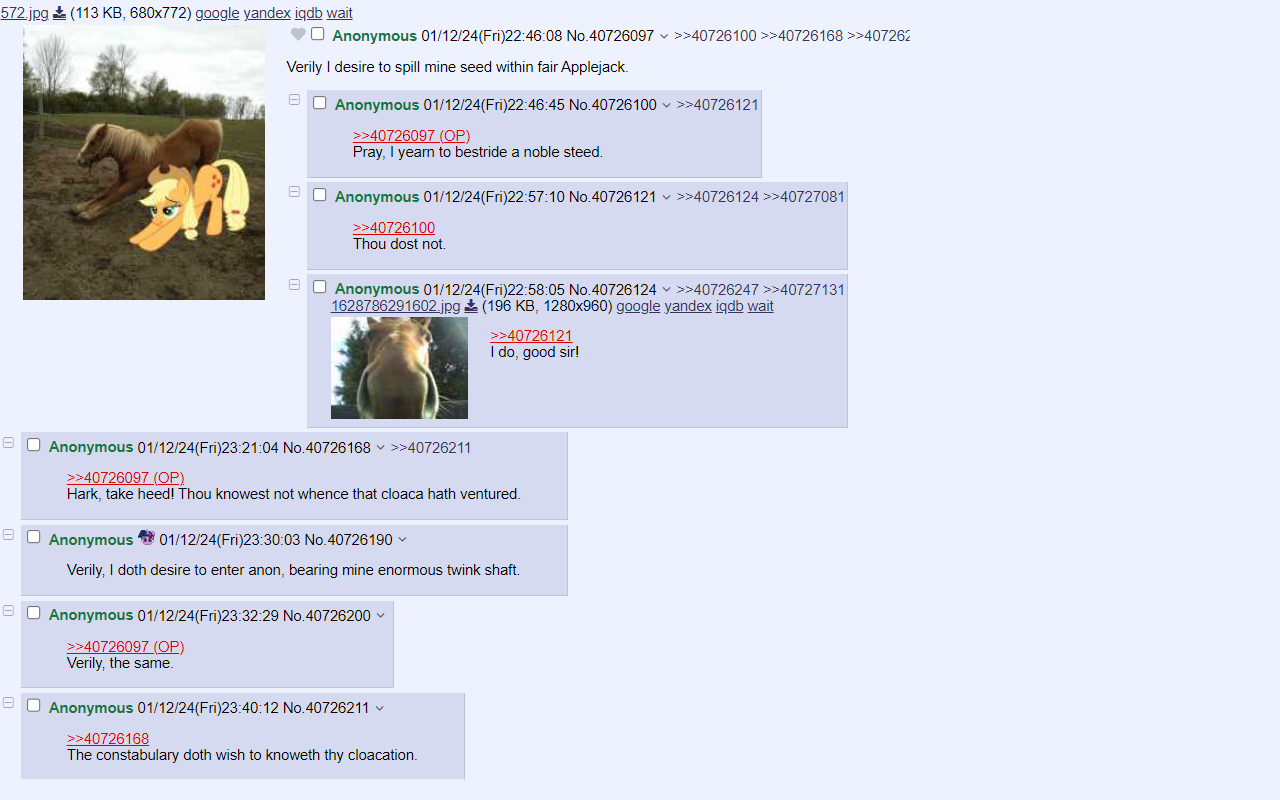 572.jpg (113 KB, 680x772) google yandex iqdb wait
Anonymous 01/12/24(Fri)22:46:08 No.40726097 >>40726100 >>40726168 >>407262
Verily I desire to spill mine seed within fair Applejack.
Anonymous 01/12/24(Fri)22:46:45 No.40726100 >>40726121
>>40726097 (OP)
Pray, I yearn to bestride a noble steed.
Anonymous 01/12/24(Fri)22:57:10 No.40726121 >>40726124 >>40727081
>>40726100
Thou dost not.
Anonymous 01/12/24(Fri)22:58:05 No.40726124 >>40726247 >>40727131
1628786291602.jpg (196 KB, 1280x960) google yandex iqdb wait
>>40726121
I do, good sir!
Anonymous 01/12/24(Fri)23:21:04 No.40726168 >>40726211
>>40726097 (OP)
Hark, take heed! Thou knowest not whence that cloaca hath ventured.
Anonymous 01/12/24(Fri)23:30:03 No.40726190
Verily, I doth desire to enter anon, bearing mine enormous twink shaft.
Anonymous 01/12/24(Fri)23:32:29 No.40726200
>>40726097 (OP)
Verily, the same.
Anonymous 01/12/24(Fri)23:40:12 No.40726211
>>40726168
The constabulary doth wish to knoweth thy cloacation.